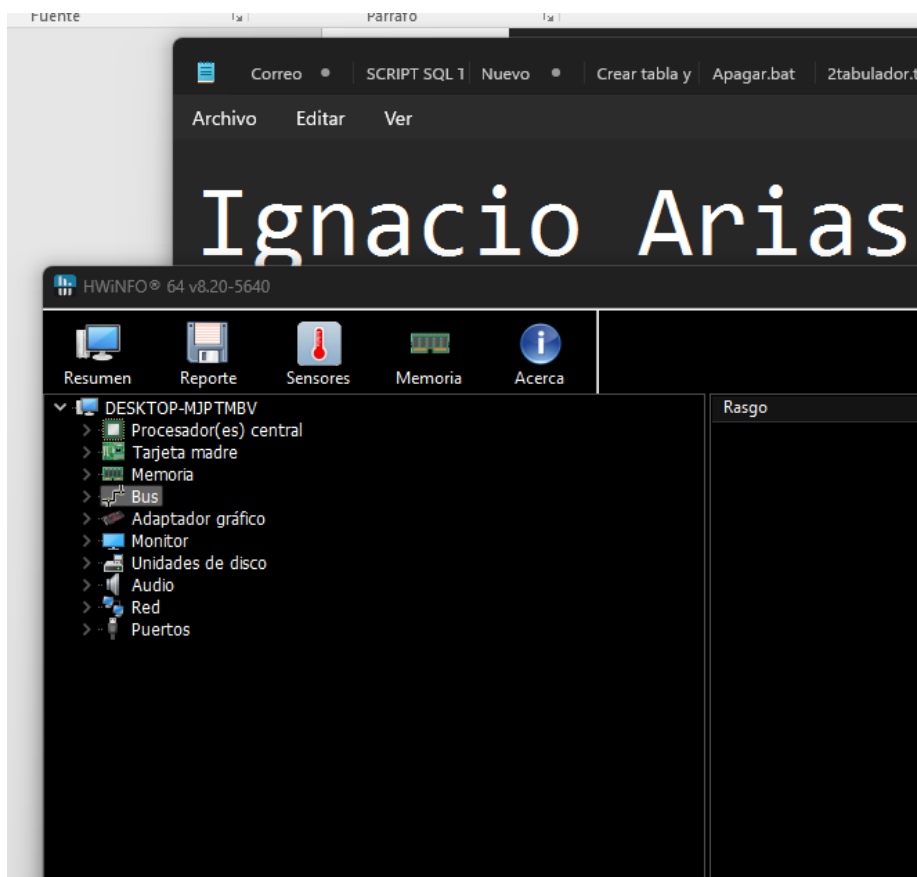 Fuente Párrafo
Correo SCRIPT SQL T Nuevo Crear tabla y Apagar.bat 2tabulador.t
Archivo Editar Ver
Ignacio Arias
HWiNFO® 64 v8.20-5640
Resumen Reporte Sensores Memoria Acerca
DESKTOP-MJPTMBV
Rasgo
Procesador(es) central
Tarjeta madre
Memoria
Bus
Adaptador gráfico
Monitor
Unidades de disco
Audio
Red
Puertos